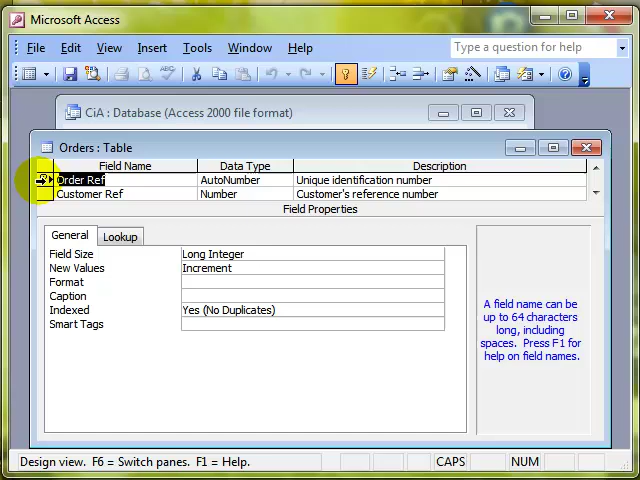 Microsoft Access
File Edit View Insert Tools Window Help Type a question for help
CiA : Database (Access 2000 file format)
Orders : Table
Field Name Data Type Description
Order Ref AutoNumber Unique identification number
Customer Ref Number Customer's reference number
Field Properties
General Lookup
Field Size Long Integer
New Values Increment
Format
Caption
Indexed Yes (No Duplicates)
Smart Tags
A field name can be
up to 64 characters
long, including
spaces. Press F1 for
help on field names.
Design view. F6 = Switch panes. F1 = Help. CAPS NUM